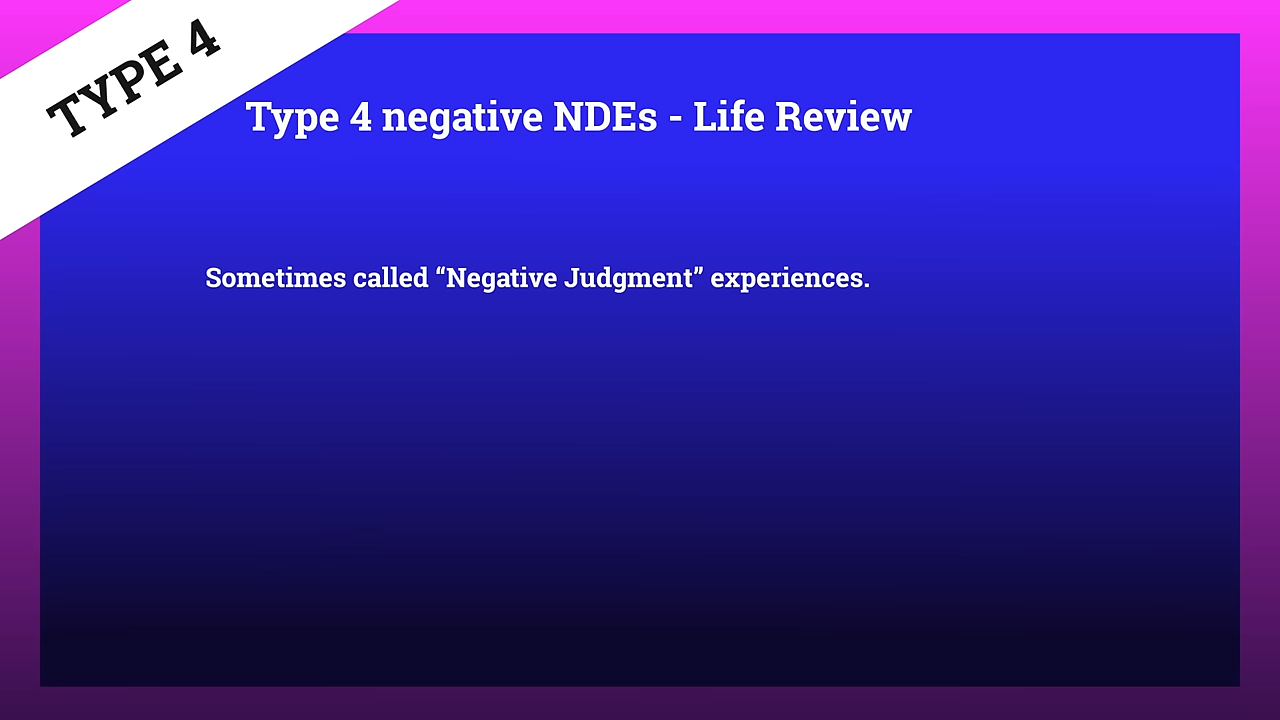 TYPE 4
Type 4 negative NDEs - Life Review
Sometimes called “Negative Judgment” experiences.